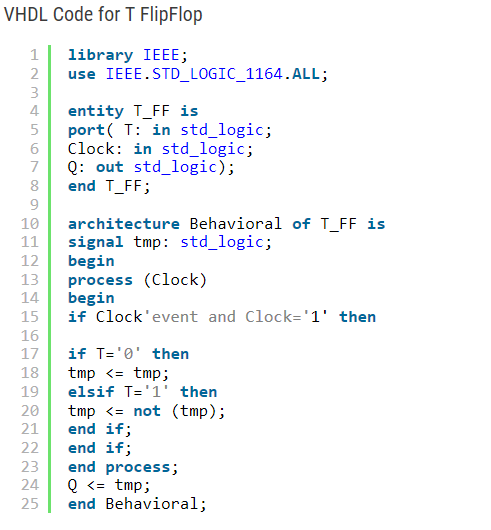 VHDL Code for T FlipFlop
1 library IEEE;
2 use IEEE.STD_LOGIC_1164.ALL;
3
4 entity T_FF is
5 port( T: in std_logic;
6 Clock: in std_logic;
7 Q: out std_logic);
8 end T_FF;
9
10 architecture Behavioral of T_FF is
11 signal tmp: std_logic;
12 begin
13 process (Clock)
14 begin
15 if Clock'event and Clock='1' then
16
17 if T='0' then
18 tmp <= tmp;
19 elsif T='1' then
20 tmp <= not (tmp);
21 end if;
22 end if;
23 end process;
24 Q <= tmp;
25 end Behavioral;